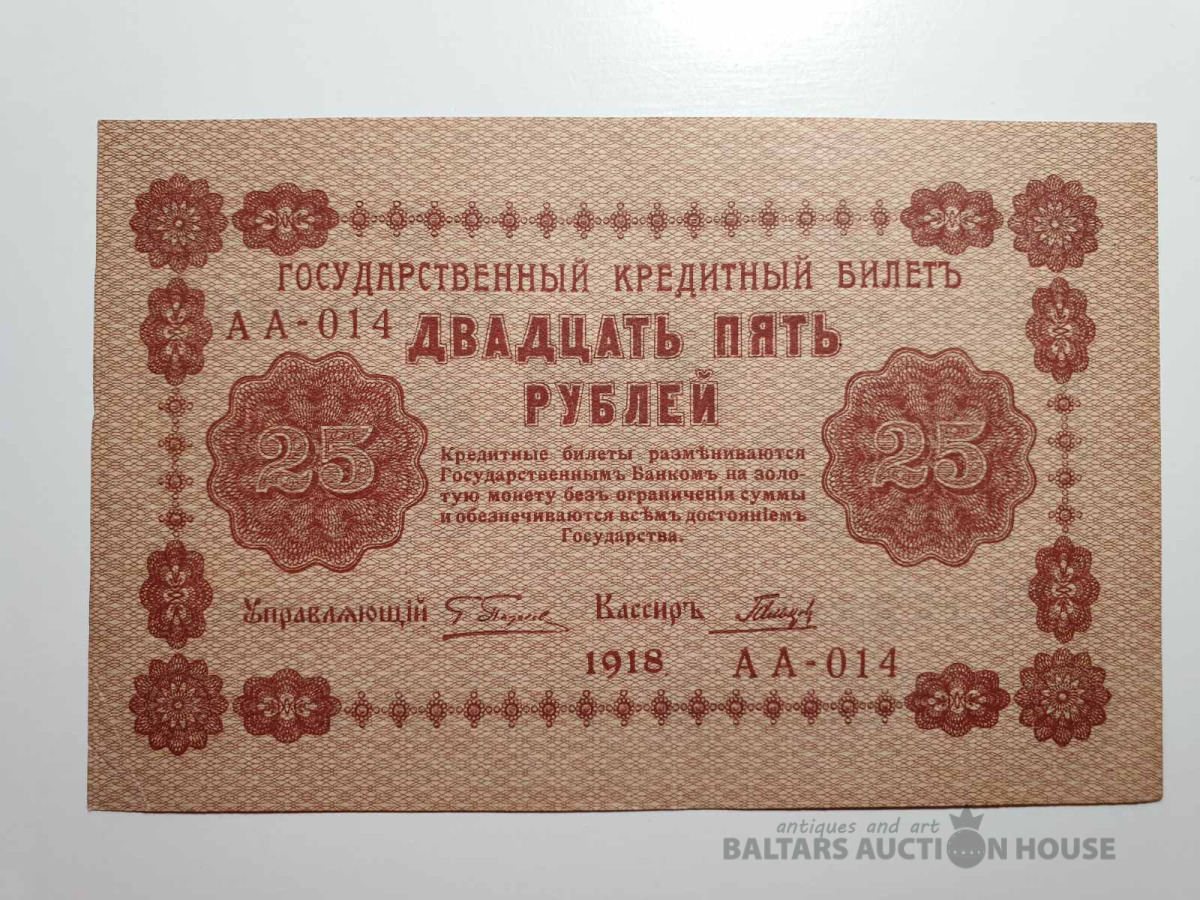 ГОСУДАРСТВЕННЫЙ КРЕДИТНЫЙ БИЛЕТЪ
АА-014
ДВАДЦАТЬ ПЯТЬ
РУБЛЕЙ
25
25
Кредитные билеты размѣниваются
Государственнымъ Банкомъ на золо-
тую монету безъ ограниченія суммы
и обезпечиваются всѣмъ достояніемъ
Государства.
Управляющій
Кассиръ
1918
АА-014
antiques and art
BALTARS AUCTION HOUSE